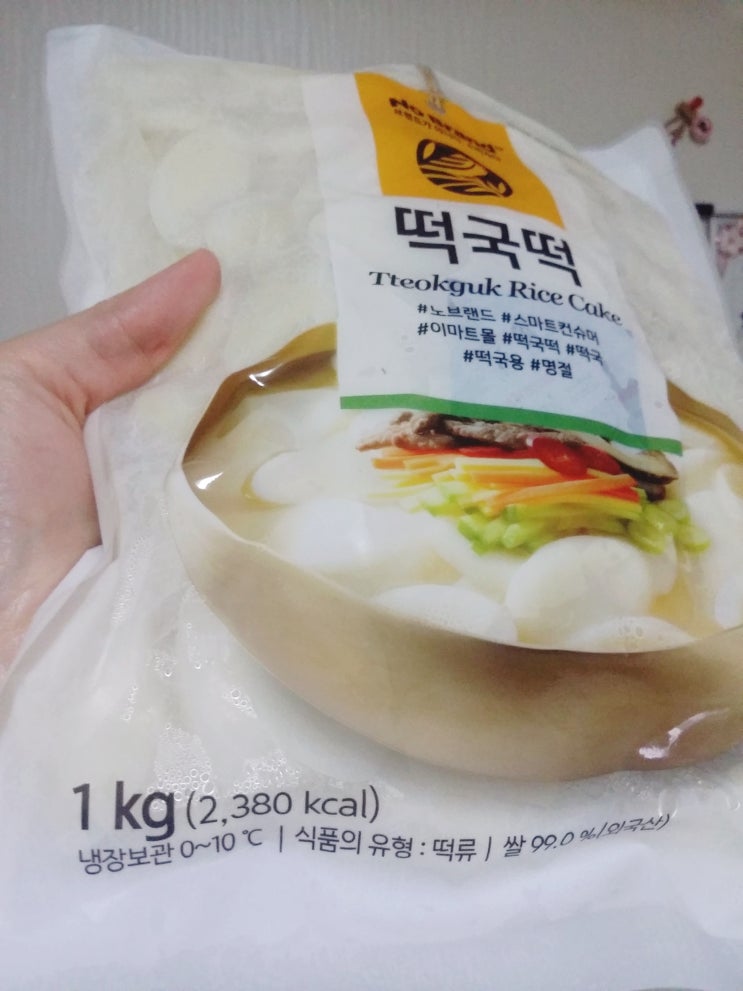 No Brand
떡국떡
Tteokguk Rice Cake
#노브랜드 #스마트컨슈머
#이마트몰 #떡국떡 #떡국
#떡국용 #명절
1 kg (2,380 kcal)
냉장보관 0~10 ℃ | 식품의 유형 : 떡류 | 쌀 99.0 %(외국산)